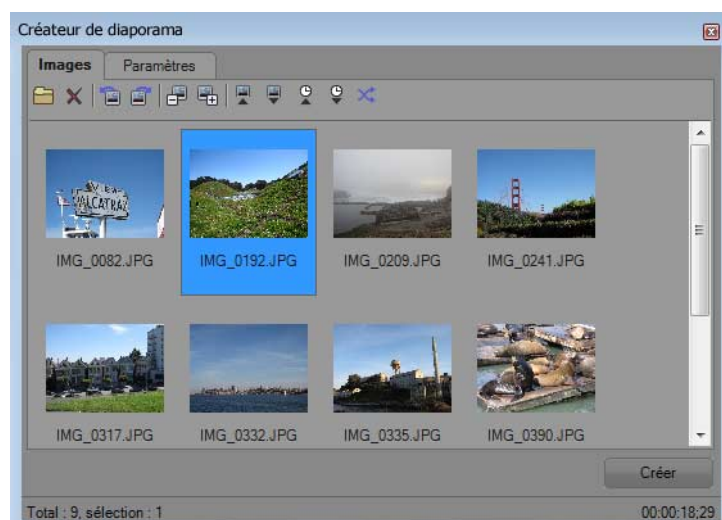 Créateur de diaporama
Images Paramètres
ALCATRAZ
IMG_0082.JPG IMG_0192.JPG IMG_0209.JPG IMG_0241.JPG
IMG_0317.JPG IMG_0332.JPG IMG_0335.JPG IMG_0390.JPG
Créer
Total : 9, sélection : 1 00:00:18;29